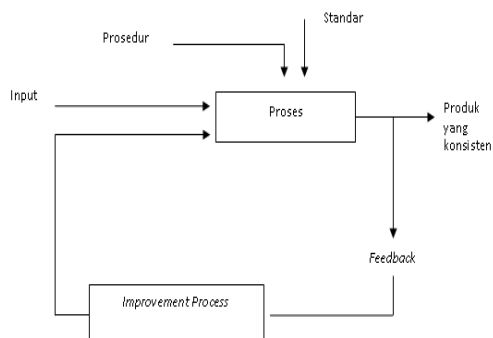 Standar
Prosedur
Input
Proses
Produk
yang
konsisten
Feedback
Improvement Process